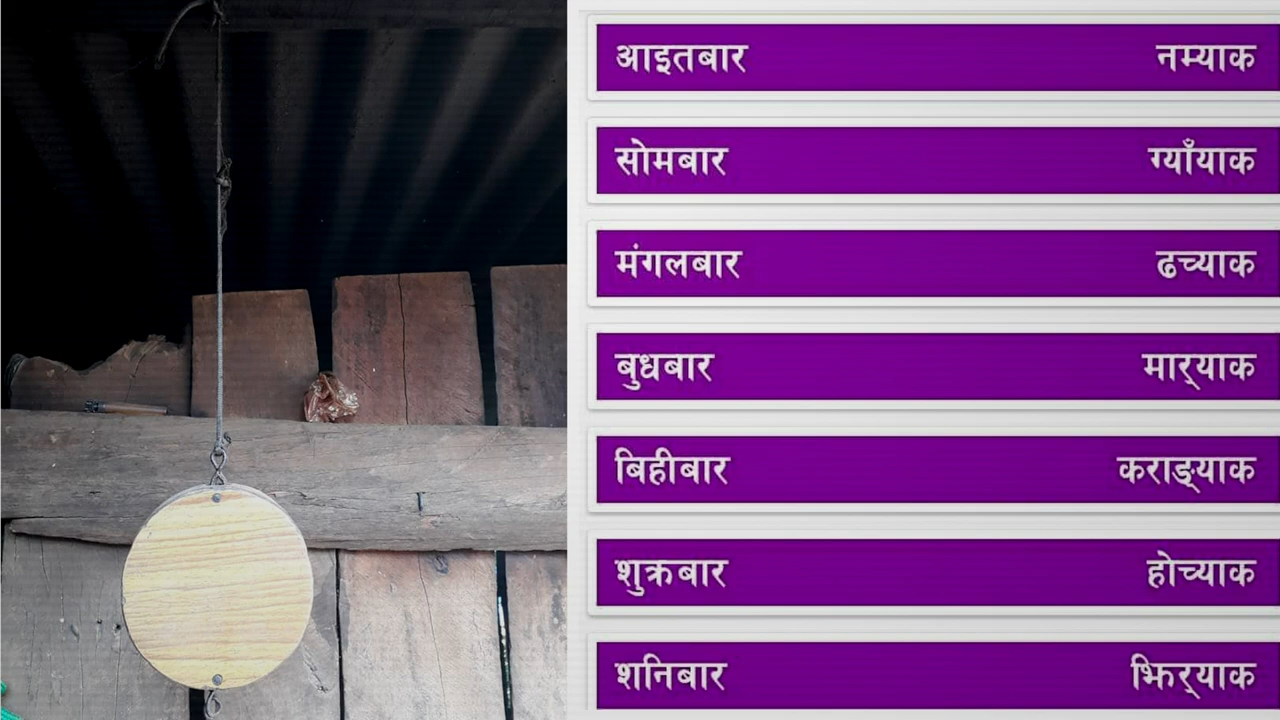 आइतबार नम्याक
सोमबार ग्याँयाक
मंगलबार ढच्याक
बुधबार मार्‍याक
बिहीबार कराङ्याक
शुक्रबार होच्याक
शनिबार झिर्‍याक